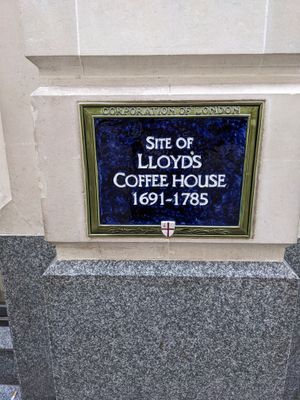 CORPORATION OF LONDON
SITE OF
LLOYD'S
COFFEE HOUSE
1691-1785